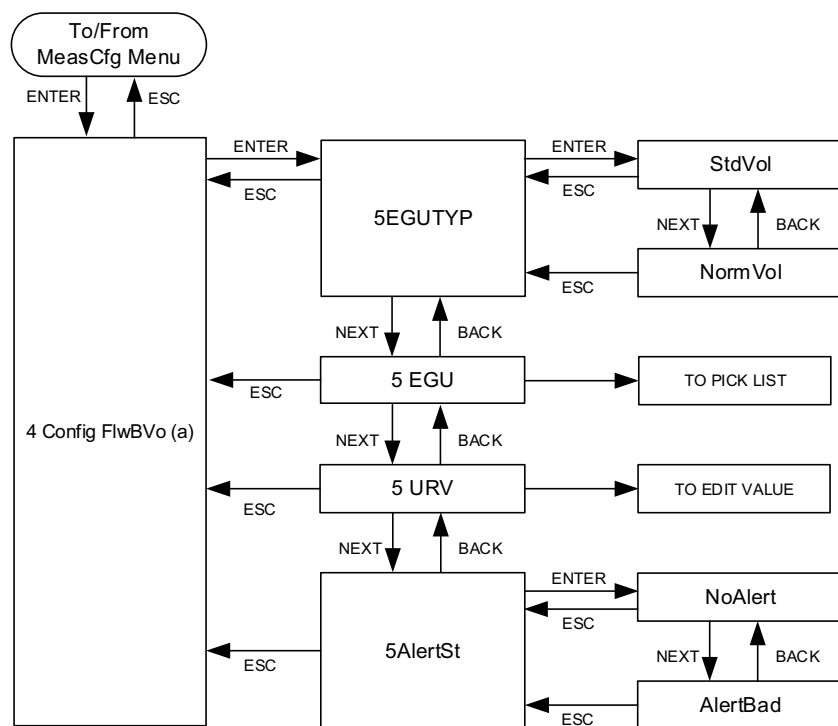 To/From
MeasCfg Menu
ENTER
ESC
ENTER
ENTER
StdVol
ESC
ESC
5EGUTYP
NEXT
BACK
ESC
NormVol
NEXT
BACK
5 EGU
TO PICK LIST
ESC
4 Config FlwBVo (a)
NEXT
BACK
5 URV
TO EDIT VALUE
ESC
NEXT
BACK
ENTER
NoAlert
ESC
5AlertSt
NEXT
BACK
ESC
AlertBad
ESC